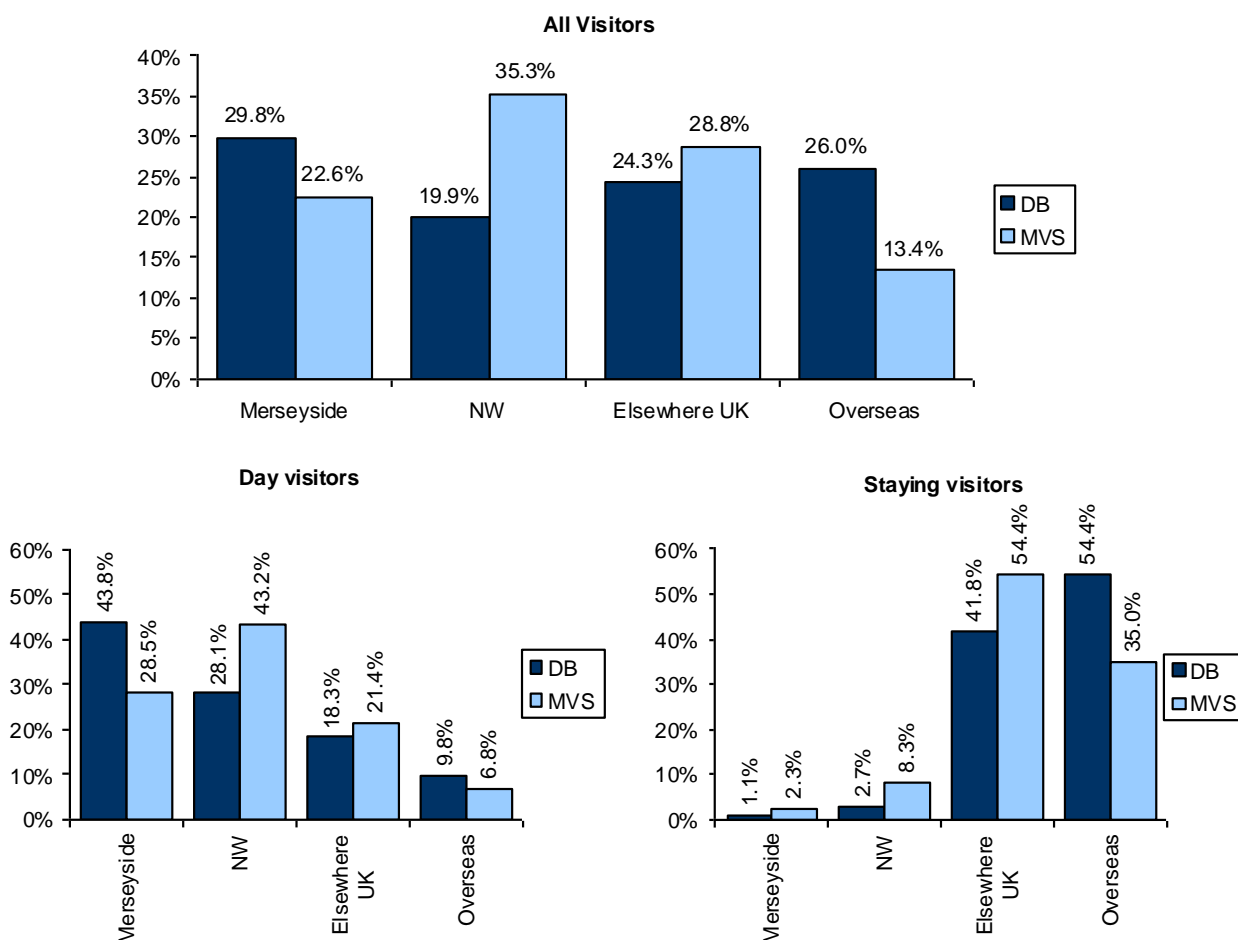 All Visitors
40%
35%
30%
25%
20%
15%
10%
5%
0%
29.8%
22.6%
19.9%
35.3%
24.3%
28.8%
26.0%
13.4%
DB
MVS
Merseyside
NW
Elsewhere UK
Overseas
Day visitors
60%
50%
40%
30%
20%
10%
0%
43.8%
28.5%
28.1%
43.2%
18.3%
21.4%
9.8%
6.8%
DB
MVS
Merseyside
NW
Elsewhere
UK
Overseas
Staying visitors
60%
50%
40%
30%
20%
10%
0%
1.1%
2.3%
2.7%
8.3%
41.8%
54.4%
54.4%
35.0%
DB
MVS
Merseyside
NW
Elsewhere
UK
Overseas